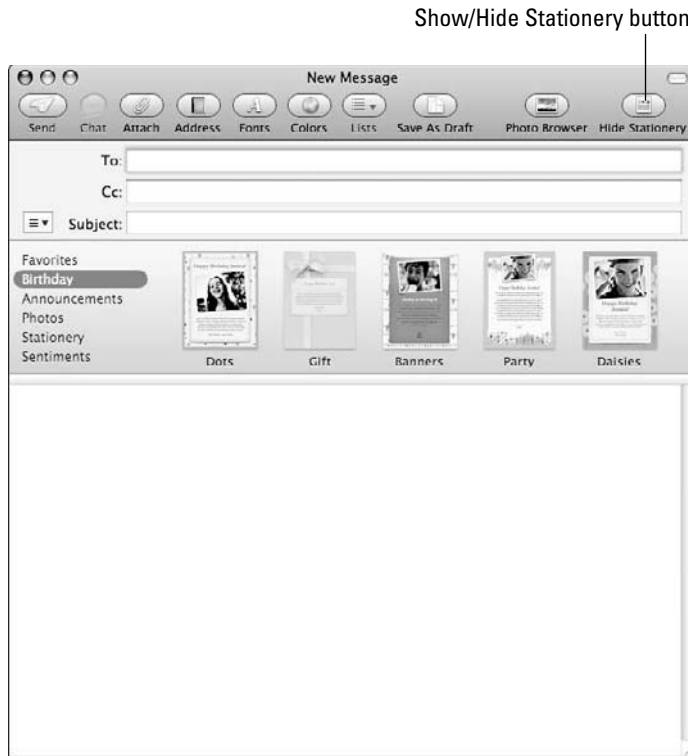 Show/Hide Stationery button
New Message
Send Chat Attach Address Fonts Colors Lists Save As Draft Photo Browser Hide Stationery
To:
Cc:
Subject:
Favorites
Birthday
Announcements
Photos
Stationery
Sentiments
Dots Gift Banners Party Daisies